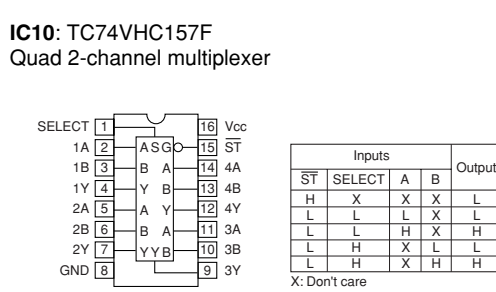 IC10: TC74VHC157F
Quad 2-channel multiplexer
SELECT 1 16 Vcc
1A 2 A S G 15 ST
1B 3 B A 14 4A
1Y 4 Y B 13 4B
2A 5 A Y 12 4Y
2B 6 B A 11 3A
2Y 7 Y Y B 10 3B
GND 8 9 3Y
Inputs Output
ST SELECT A B
H X X X L
L L L X L
L L H X H
L H X L L
L H X H H
X: Don't care